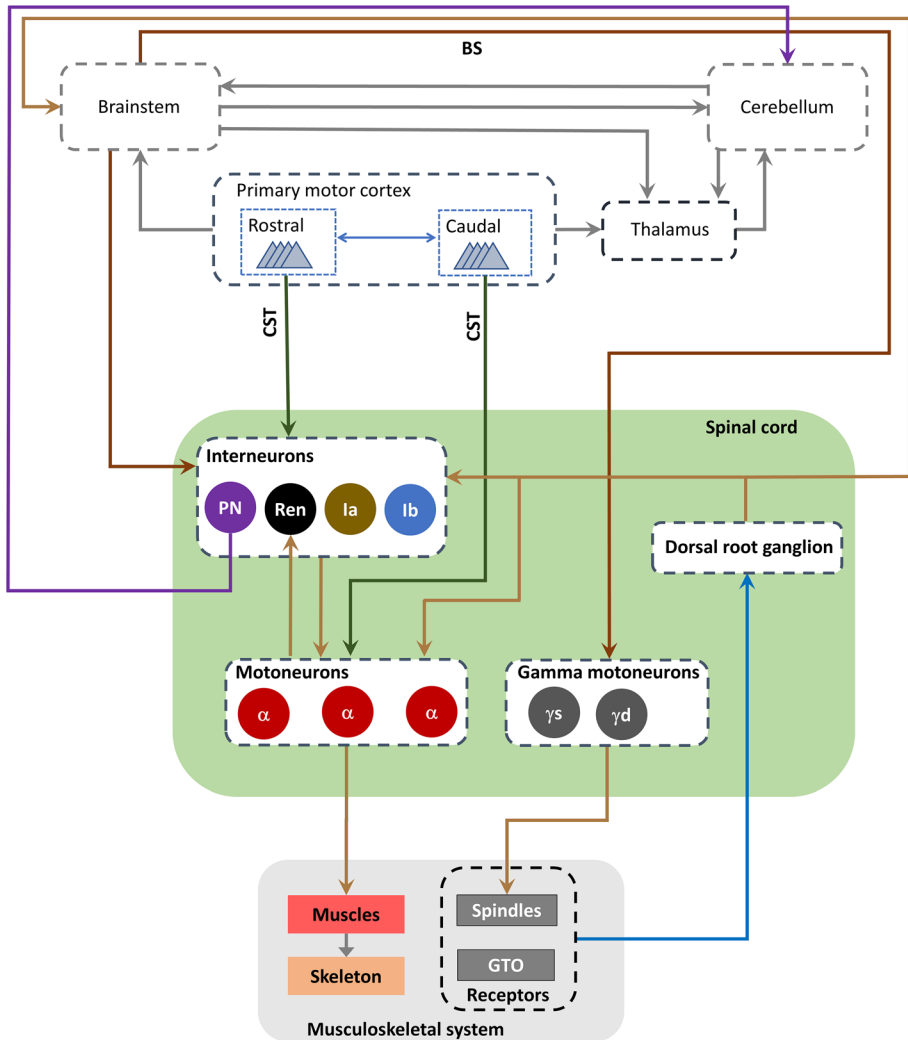 BS
Brainstem
Cerebellum
Primary motor cortex
Rostral
Caudal
Thalamus
CST
CST
Spinal cord
Interneurons
PN
Ren
Ia
Ib
Dorsal root ganglion
Motoneurons
α
α
α
Gamma motoneurons
γs
γd
Muscles
Skeleton
Spindles
GTO
Receptors
Musculoskeletal system